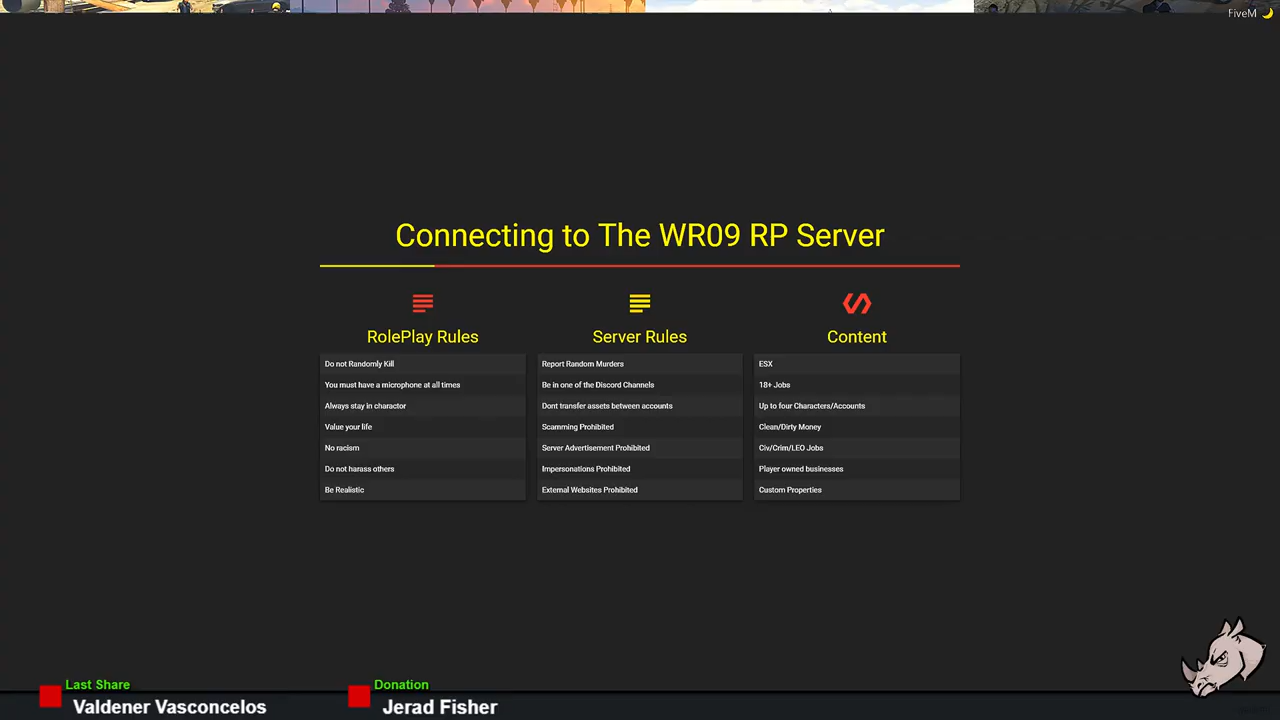 FiveM
Connecting to The WR09 RP Server
RolePlay Rules
Do not Randomly Kill
You must have a microphone at all times
Always stay in charactor
Value your life
No racism
Do not harass others
Be Realistic
Server Rules
Report Random Murders
Be in one of the Discord Channels
Dont transfer assets between accounts
Scamming Prohibited
Server Advertisement Prohibited
Impersonations Prohibited
External Websites Prohibited
Content
ESX
18+ Jobs
Up to four Characters/Accounts
Clean/Dirty Money
Civ/Crim/LEO Jobs
Player owned businesses
Custom Properties
Last Share
Valdener Vasconcelos
Donation
Jerad Fisher